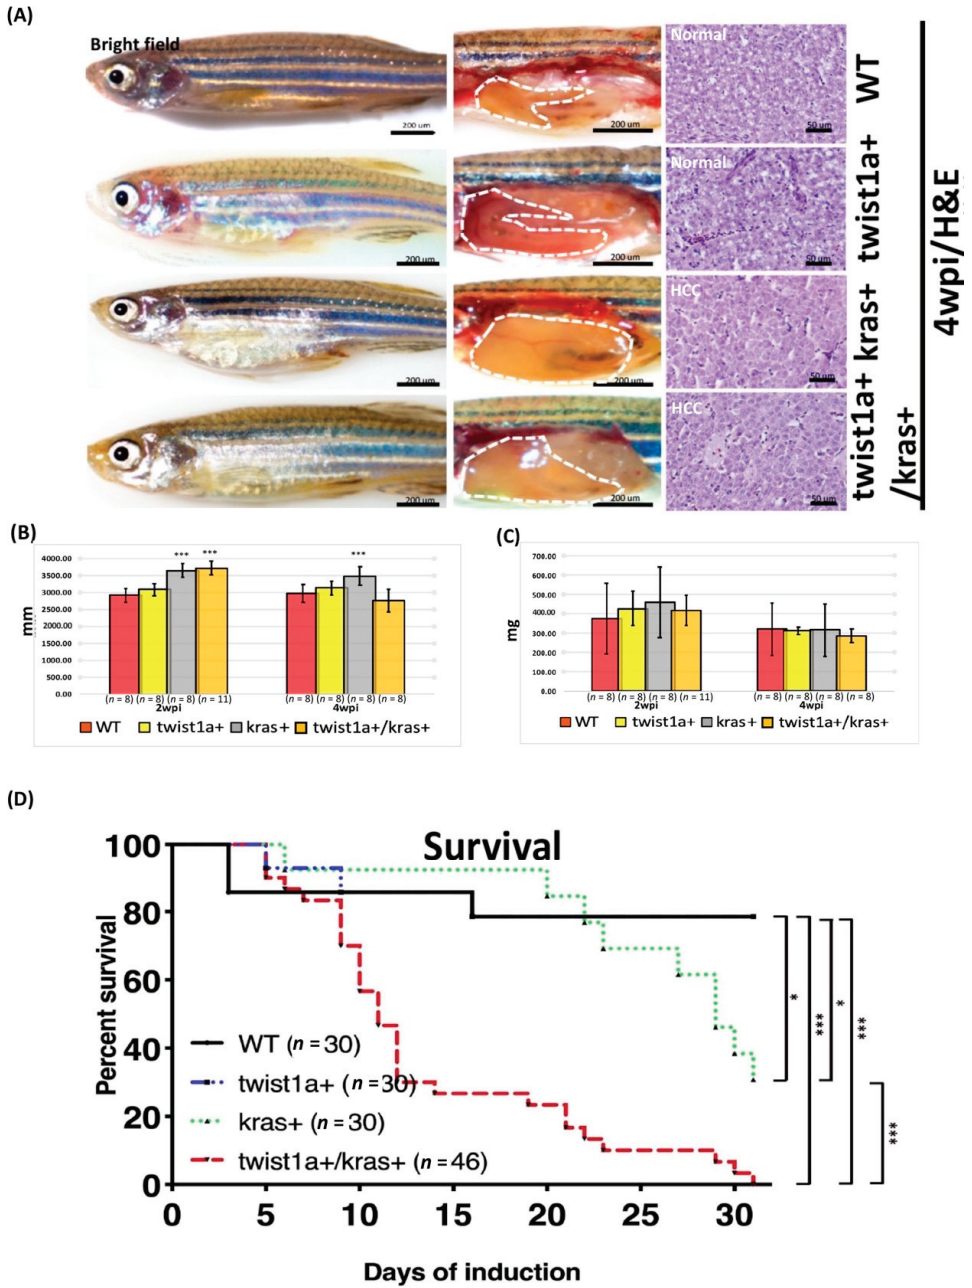 (A)
Bright field
200 um
200 um
Normal
50 um
WT
200 um
200 um
Normal
50 um
twist1a+
200 um
200 um
HCC
50 um
kras+
200 um
200 um
HCC
50 um
twist1a+
/kras+
4wpi/H&E
(B)
4000.00
3500.00
3000.00
2500.00
2000.00
1500.00
1000.00
500.00
0.00
mm
***
***
***
(n = 8) (n = 8) (n = 8) (n = 11)
2wpi
(n = 8) (n = 8) (n = 8) (n = 8)
4wpi
WT twist1a+ kras+ twist1a+/kras+
(C)
700.00
600.00
500.00
400.00
300.00
200.00
100.00
0.00
mg
(n = 8) (n = 8) (n = 8) (n = 11)
2wpi
(n = 8) (n = 8) (n = 8) (n = 8)
4wpi
WT twist1a+ kras+ twist1a+/kras+
(D)
Survival
Percent survival
100
80
60
40
20
0
WT (n = 30)
twist1a+ (n = 30)
kras+ (n = 30)
twist1a+/kras+ (n = 46)
*
***
*
***
***
0 5 10 15 20 25 30
Days of induction